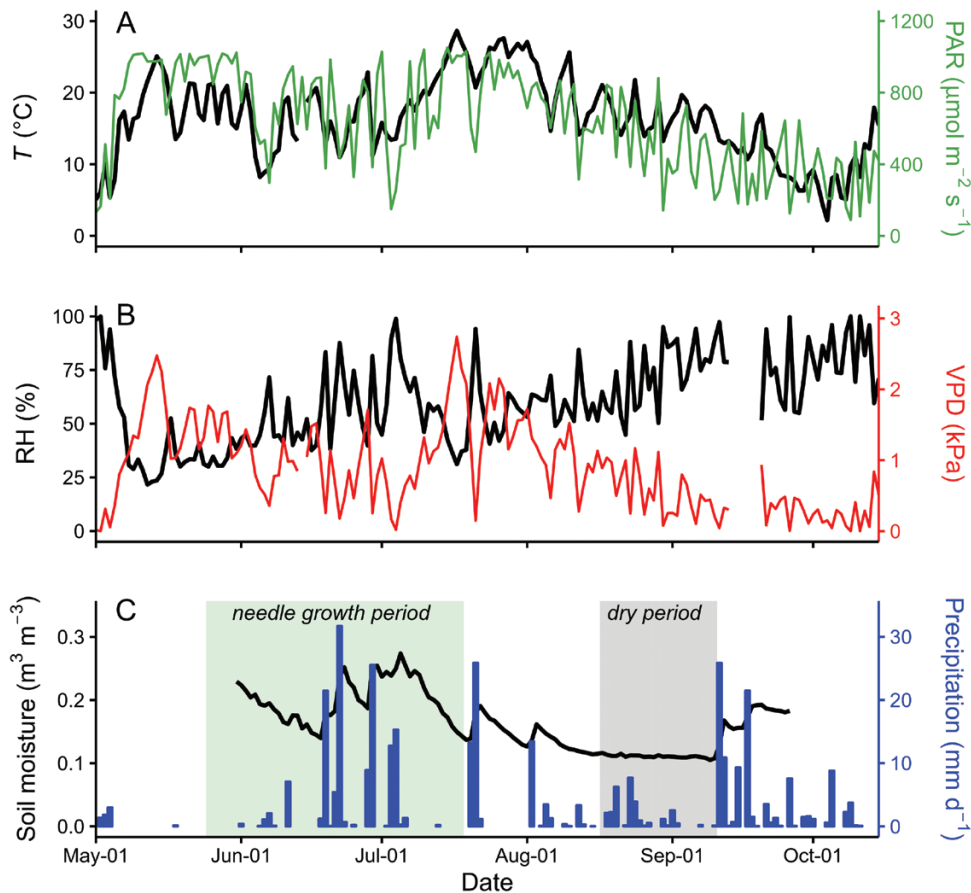 A
30
20
10
0
T (°C)
1200
800
400
0
PAR (µmol m⁻² s⁻¹)
B
100
75
50
25
0
RH (%)
3
2
1
0
VPD (kPa)
C
needle growth period
dry period
0.3
0.2
0.1
0.0
Soil moisture (m³ m⁻³)
30
20
10
0
Precipitation (mm d⁻¹)
May-01 Jun-01 Jul-01 Aug-01 Sep-01 Oct-01
Date